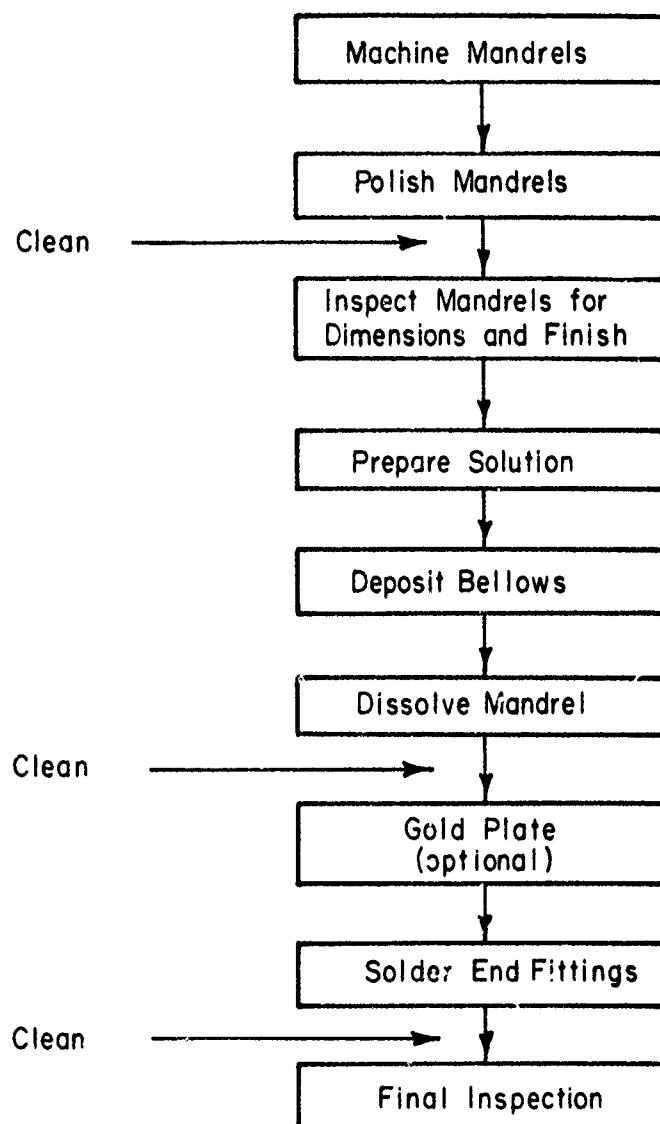 Machine Mandrels
Polish Mandrels
Clean
Inspect Mandrels for
Dimensions and Finish
Prepare Solution
Deposit Bellows
Dissolve Mandrel
Clean
Gold Plate
(optional)
Solder End Fittings
Clean
Final Inspection